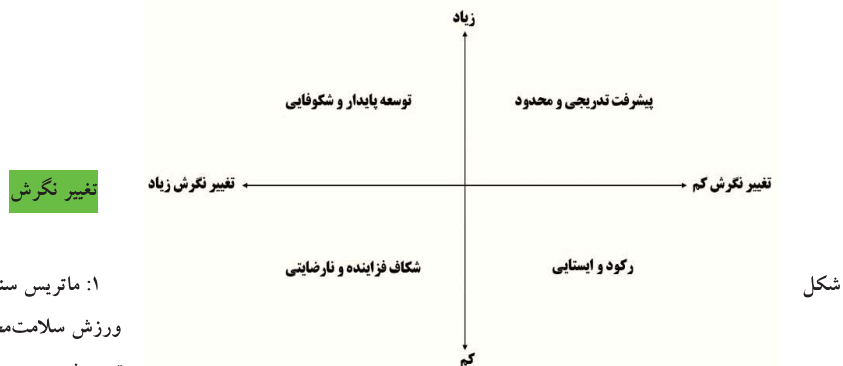 زیاد
پیشرفت تدریجی و محدود
توسعه پایدار و شکوفایی
تغییر نگرش کم
تغییر نگرش زیاد
تغییر نگرش
رکود و ایستایی
شکاف فزاینده و نارضایتی
کم
شکل
۱: ماتریس
ورزش